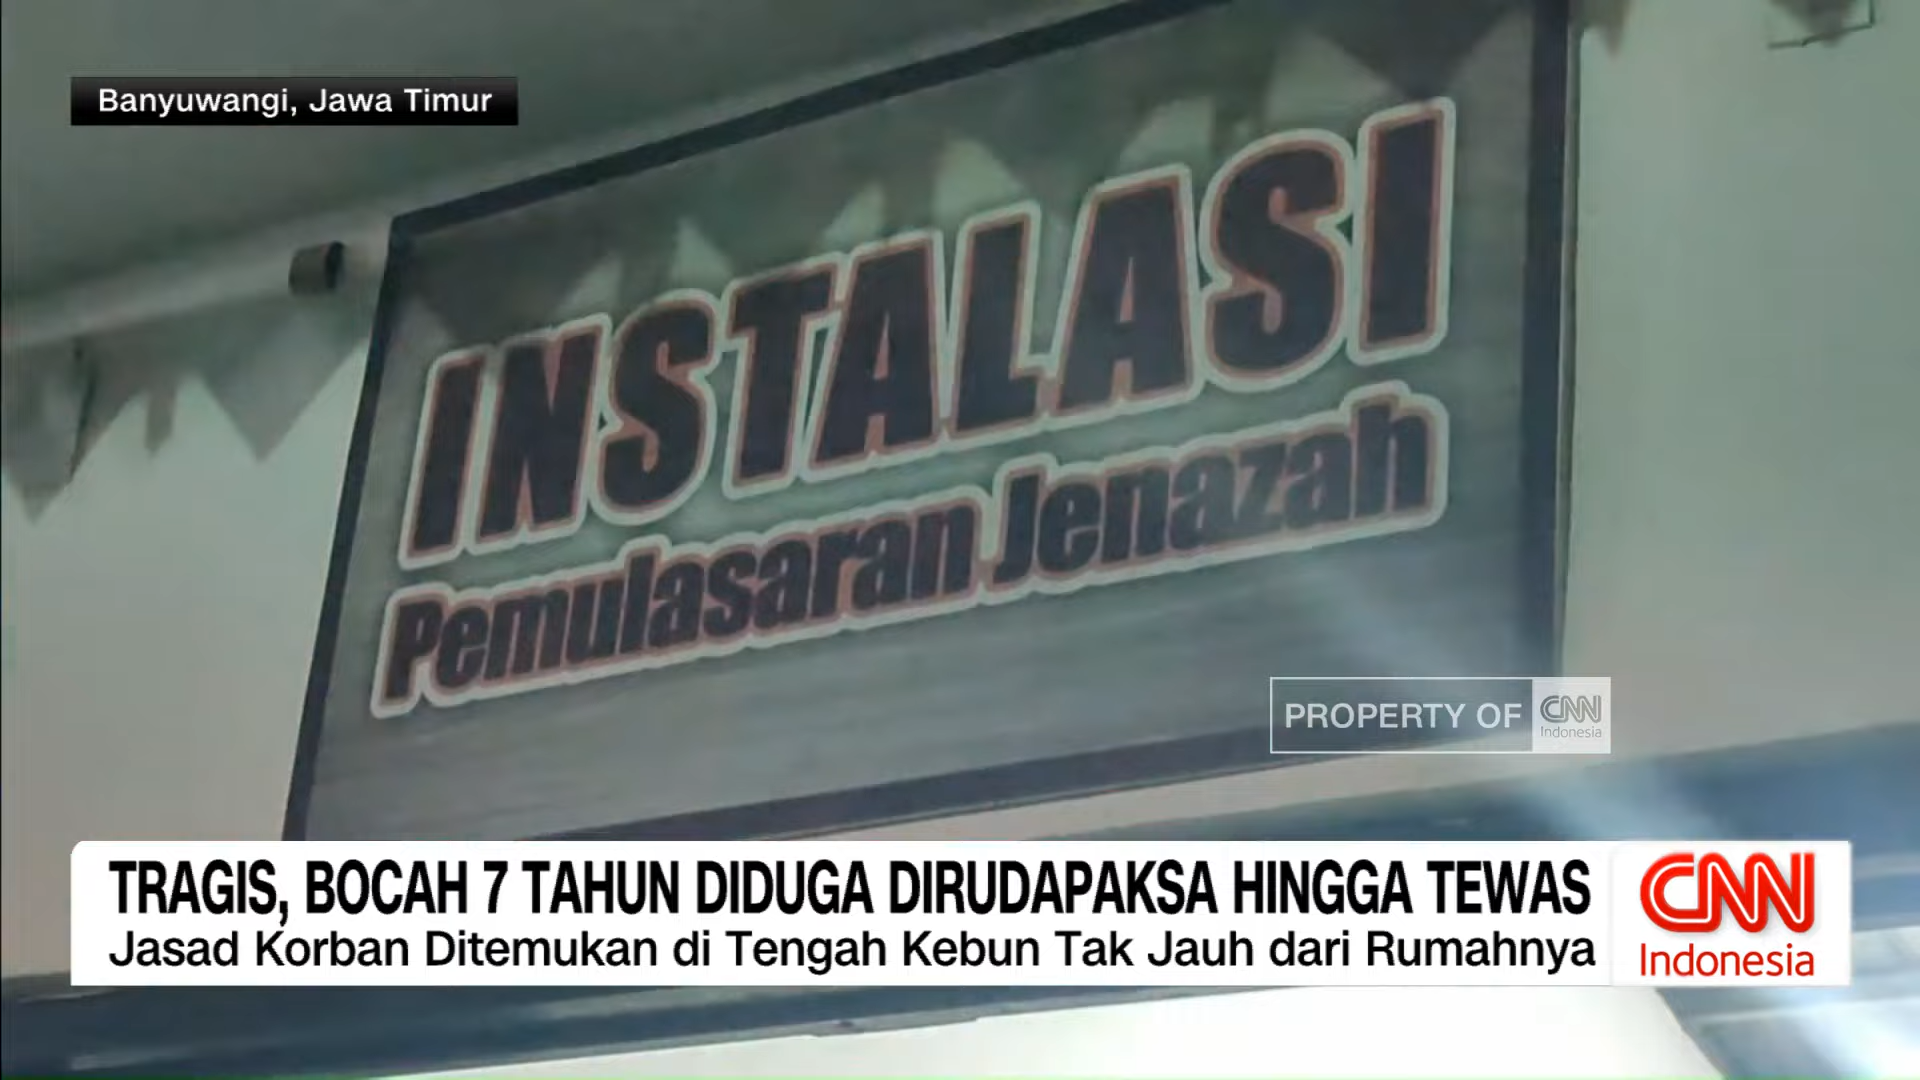 Banyuwangi, Jawa Timur
INSTALASI
Pemulasaran Jenazah
PROPERTY OF CNN Indonesia
TRAGIS, BOCAH 7 TAHUN DIDUGA DIRUDAPAKSA HINGGA TEWAS
Jasad Korban Ditemukan di Tengah Kebun Tak Jauh dari Rumahnya
CNN
Indonesia